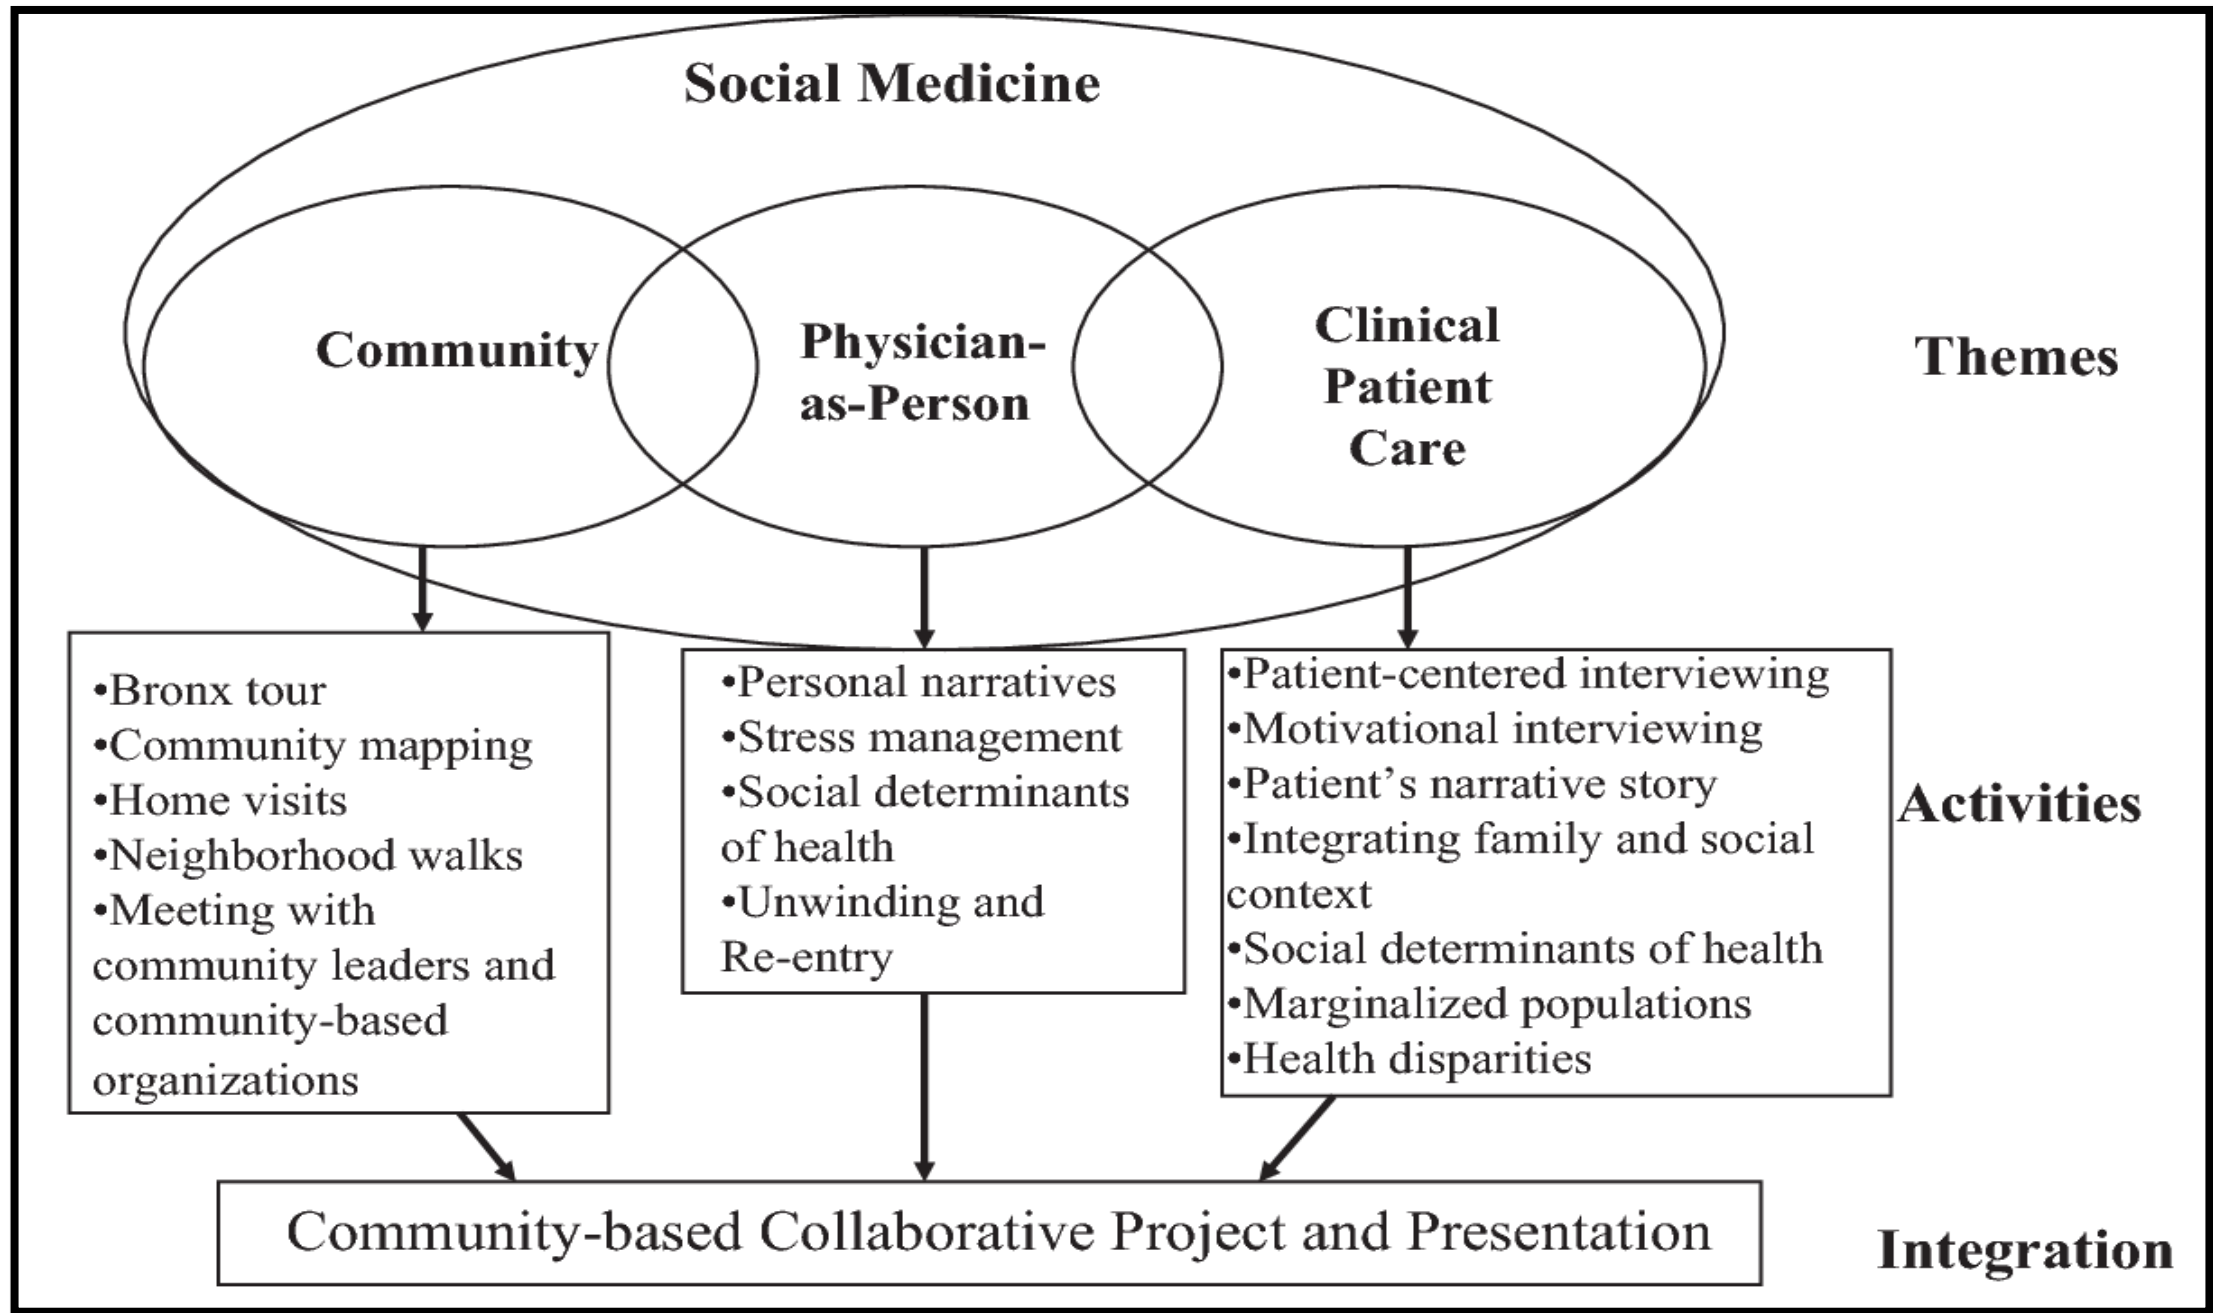 Social Medicine
Community
Physician-
as-Person
Clinical
Patient
Care
Themes
•Bronx tour
•Community mapping
•Home visits
•Neighborhood walks
•Meeting with
community leaders and
community-based
organizations
•Personal narratives
•Stress management
•Social determinants
of health
•Unwinding and
Re-entry
•Patient-centered interviewing
•Motivational interviewing
•Patient’s narrative story
•Integrating family and social
context
•Social determinants of health
•Marginalized populations
•Health disparities
Activities
Community-based Collaborative Project and Presentation
Integration